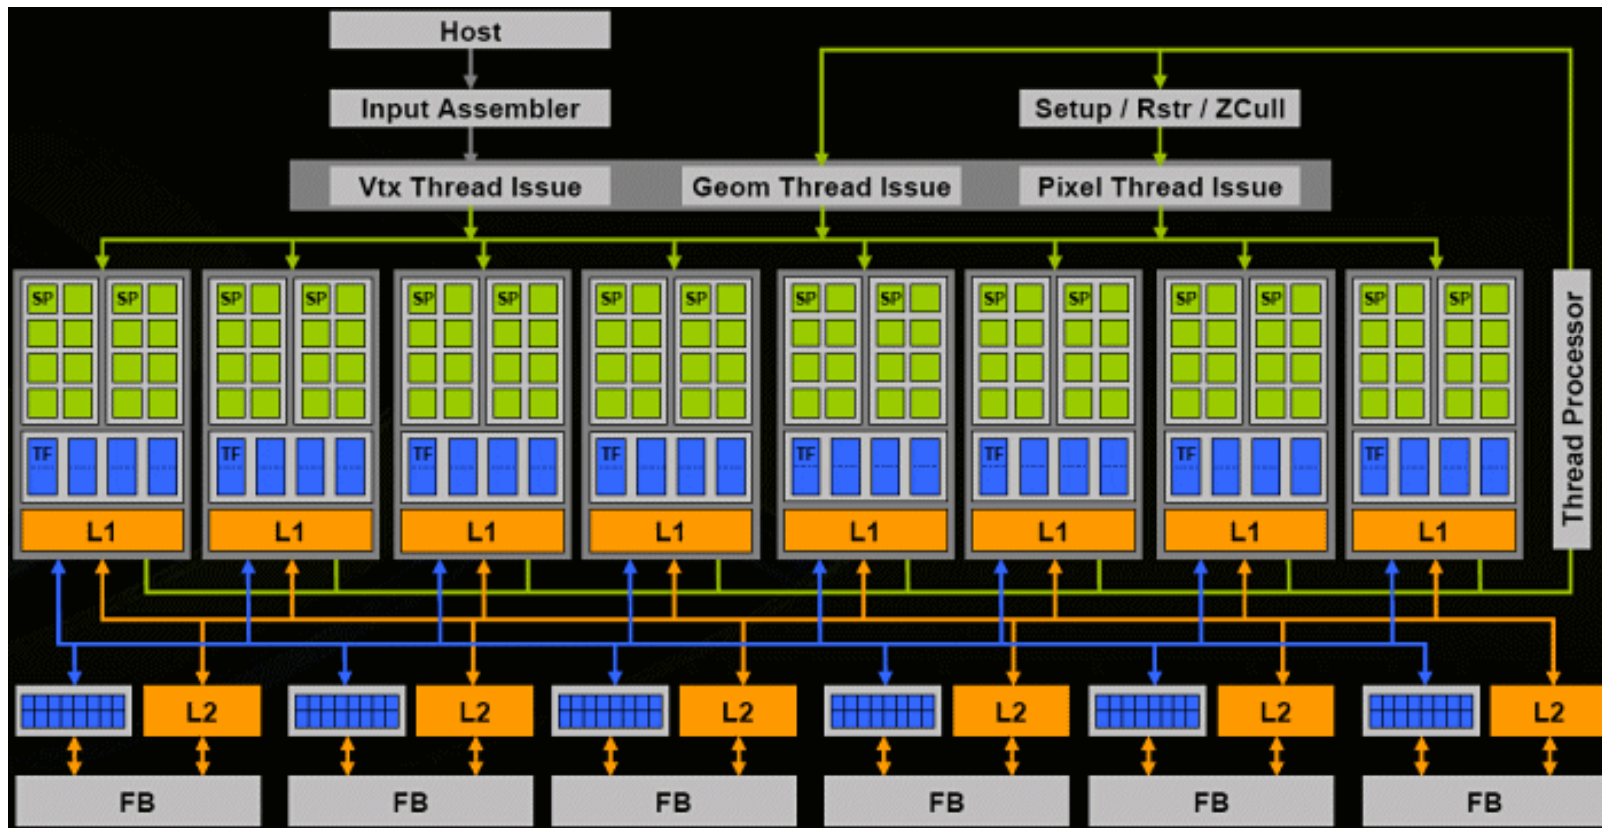 Host
Input Assembler
Setup / Rstr / ZCull
Vtx Thread Issue
Geom Thread Issue
Pixel Thread Issue
SP SP SP SP SP SP SP SP SP SP SP SP SP SP SP SP
TF TF TF TF TF TF TF TF
L1 L1 L1 L1 L1 L1 L1 L1
Thread Processor
L2 L2 L2 L2 L2 L2
FB FB FB FB FB FB